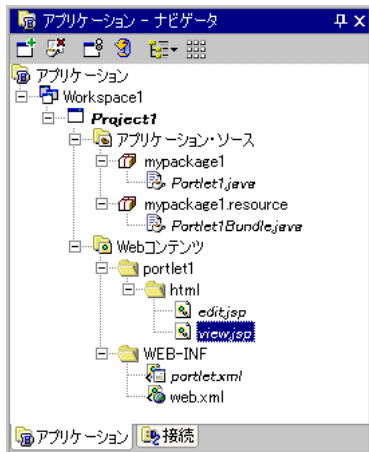 アプリケーション - ナビゲータ
アプリケーション
Workspace1
Project1
アプリケーション・ソース
mypackage1
Portlet1.java
mypackage1.resource
Portlet1Bundle.java
Webコンテンツ
portlet1
html
edit.jsp
view.jsp
WEB-INF
portlet.xml
web.xml
アプリケーション 接続